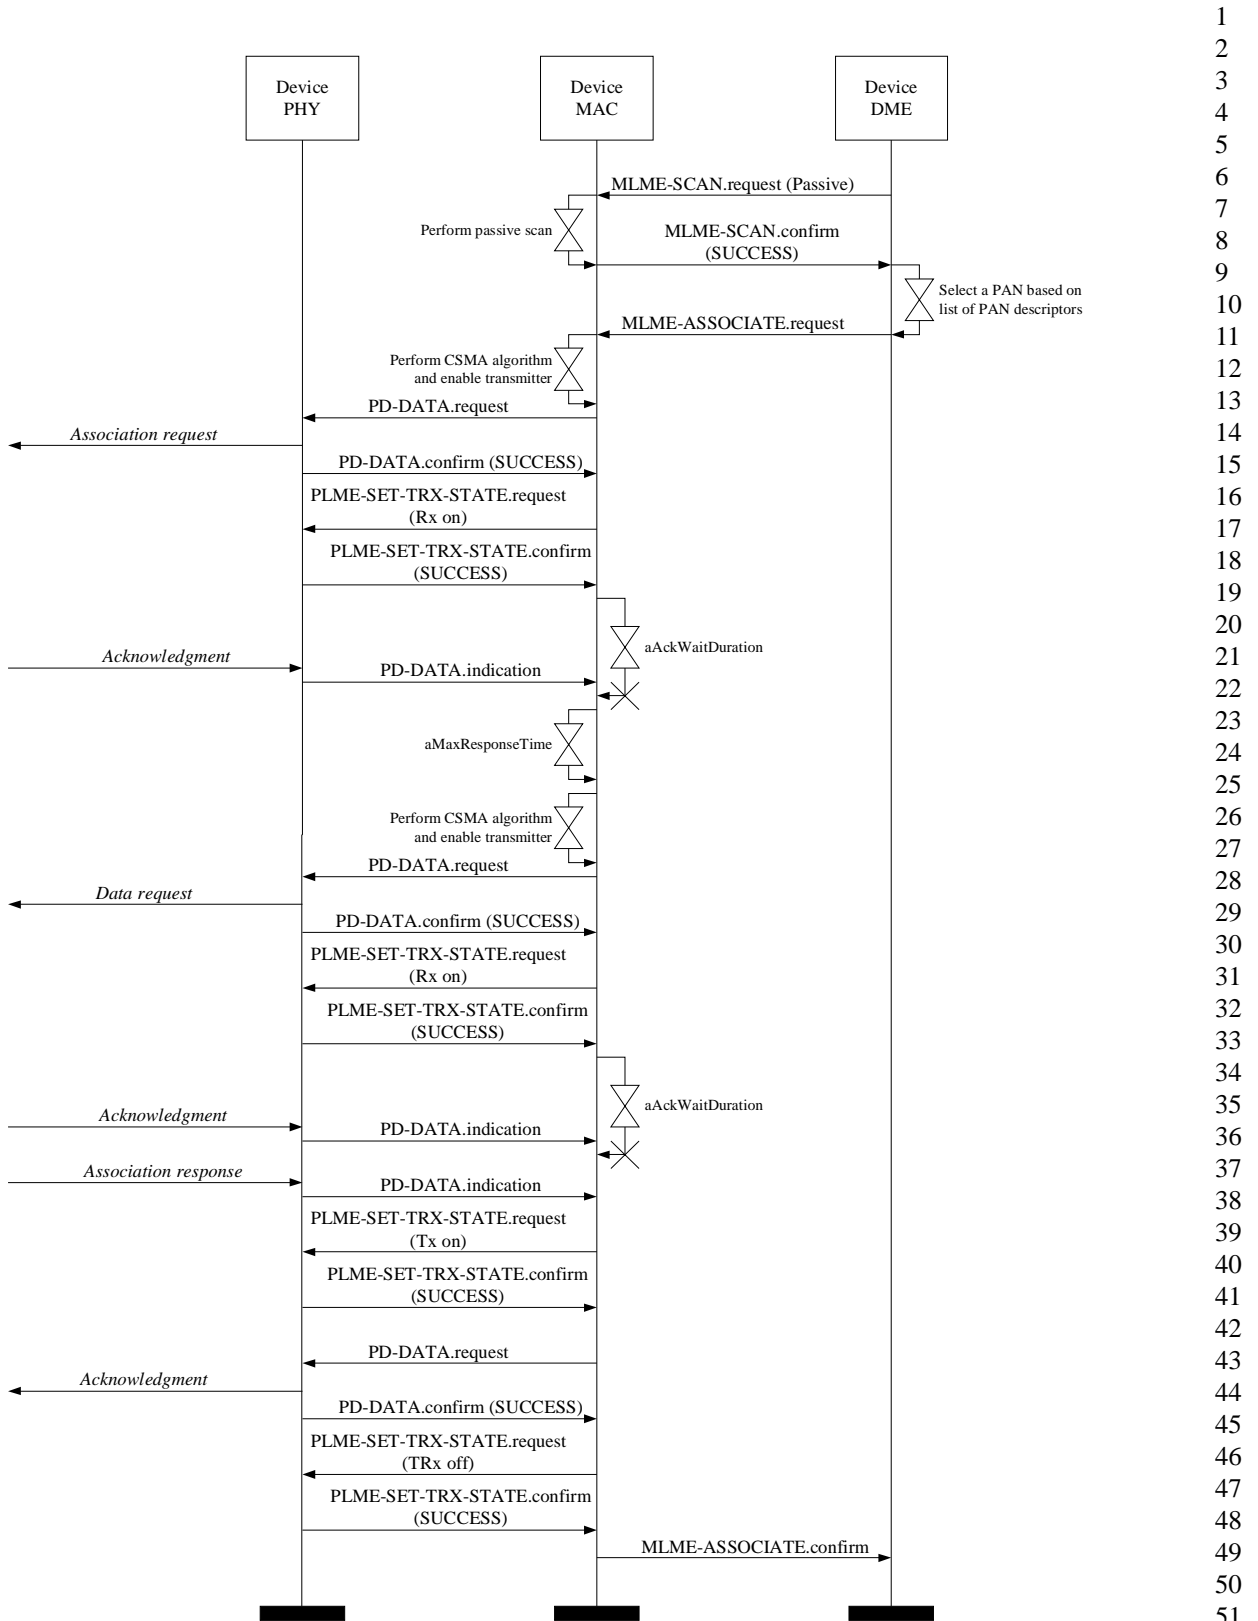 1
2
3
4
5
6
7
8
9
10
11
12
13
14
15
16
17
18
19
20
21
22
23
24
25
26
27
28
29
30
31
32
33
34
35
36
37
38
39
40
41
42
43
44
45
46
47
48
49
50
51
Device
PHY
Device
MAC
Device
DME
MLME-SCAN.request (Passive)
Perform passive scan
MLME-SCAN.confirm
(SUCCESS)
Select a PAN based on
list of PAN descriptors
MLME-ASSOCIATE.request
Perform CSMA algorithm
and enable transmitter
PD-DATA.request
Association request
PD-DATA.confirm (SUCCESS)
PLME-SET-TRX-STATE.request
(Rx on)
PLME-SET-TRX-STATE.confirm
(SUCCESS)
aAckWaitDuration
Acknowledgment
PD-DATA.indication
aMaxResponseTime
Perform CSMA algorithm
and enable transmitter
PD-DATA.request
Data request
PD-DATA.confirm (SUCCESS)
PLME-SET-TRX-STATE.request
(Rx on)
PLME-SET-TRX-STATE.confirm
(SUCCESS)
aAckWaitDuration
Acknowledgment
PD-DATA.indication
Association response
PD-DATA.indication
PLME-SET-TRX-STATE.request
(Tx on)
PLME-SET-TRX-STATE.confirm
(SUCCESS)
PD-DATA.request
Acknowledgment
PD-DATA.confirm (SUCCESS)
PLME-SET-TRX-STATE.request
(TRx off)
PLME-SET-TRX-STATE.confirm
(SUCCESS)
MLME-ASSOCIATE.confirm